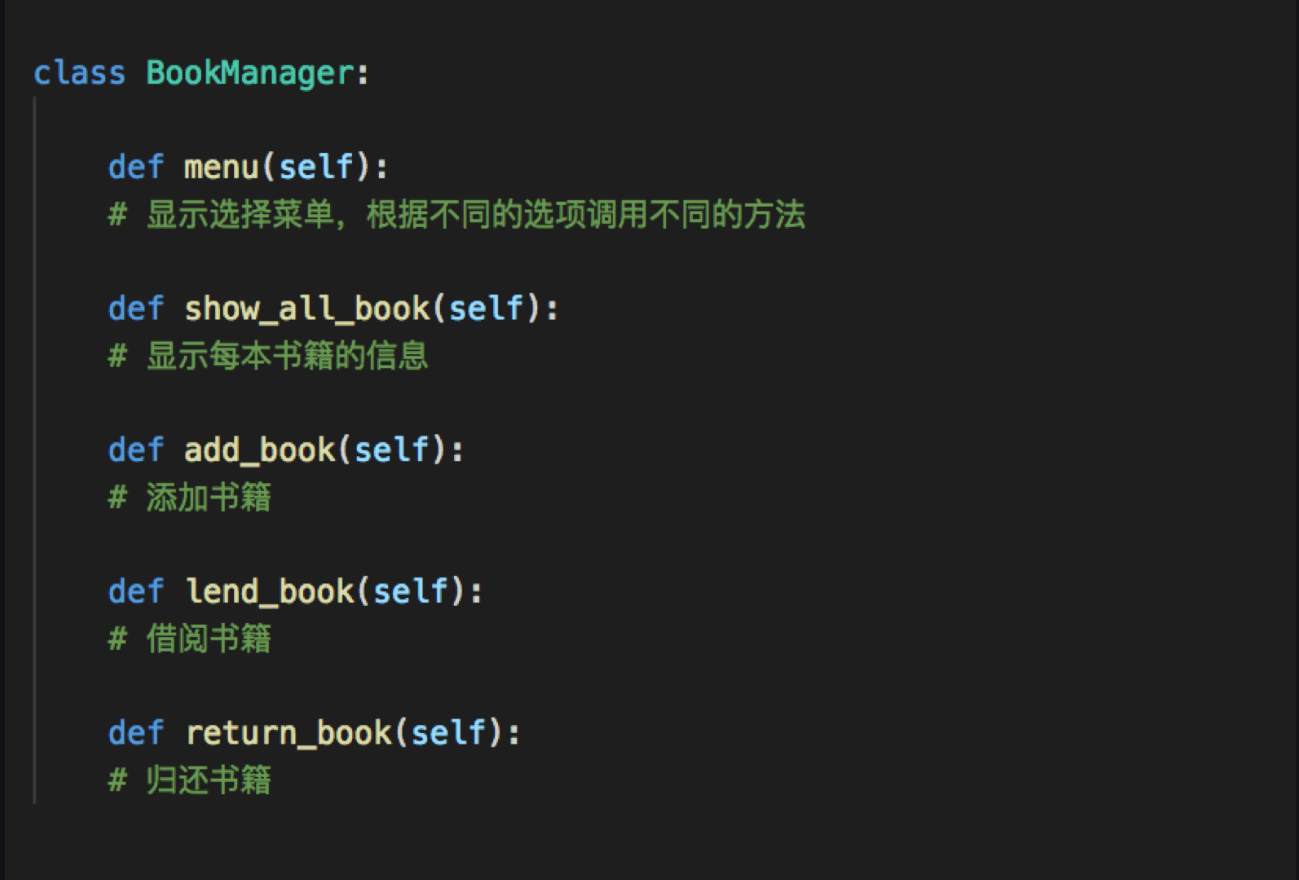 class BookManager:
def menu(self):
# 显示选择菜单，根据不同的选项调用不同的方法
def show_all_book(self):
# 显示每本书籍的信息
def add_book(self):
# 添加书籍
def lend_book(self):
# 借阅书籍
def return_book(self):
# 归还书籍